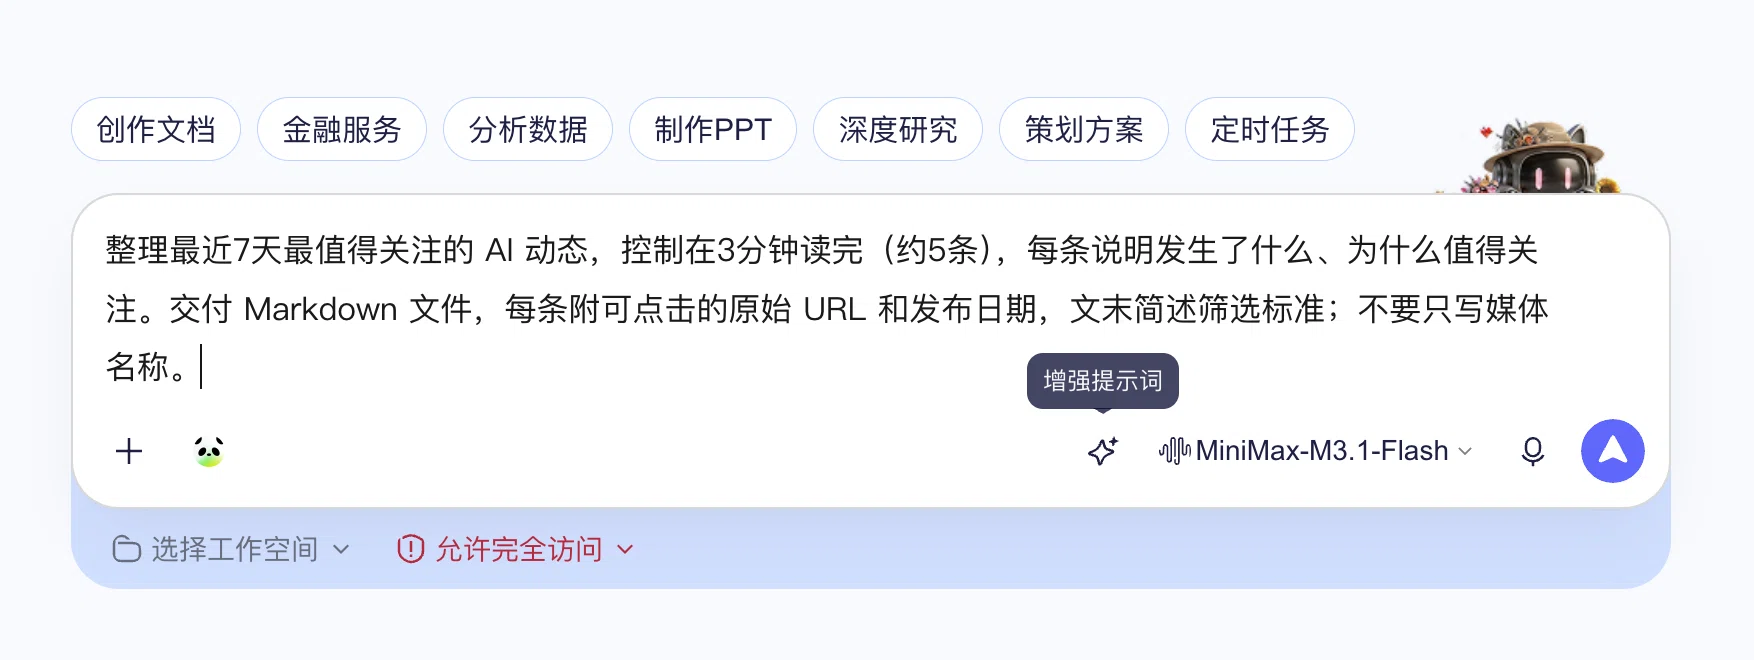 创作文档
金融服务
分析数据
制作PPT
深度研究
策划方案
定时任务
整理最近7天最值得关注的 AI 动态，控制在3分钟读完（约5条），每条说明发生了什么、为什么值得关
注。交付 Markdown 文件，每条附可点击的原始 URL 和发布日期，文末简述筛选标准；不要只写媒体
名称。
增强提示词
MiniMax-M3.1-Flash
选择工作空间
允许完全访问